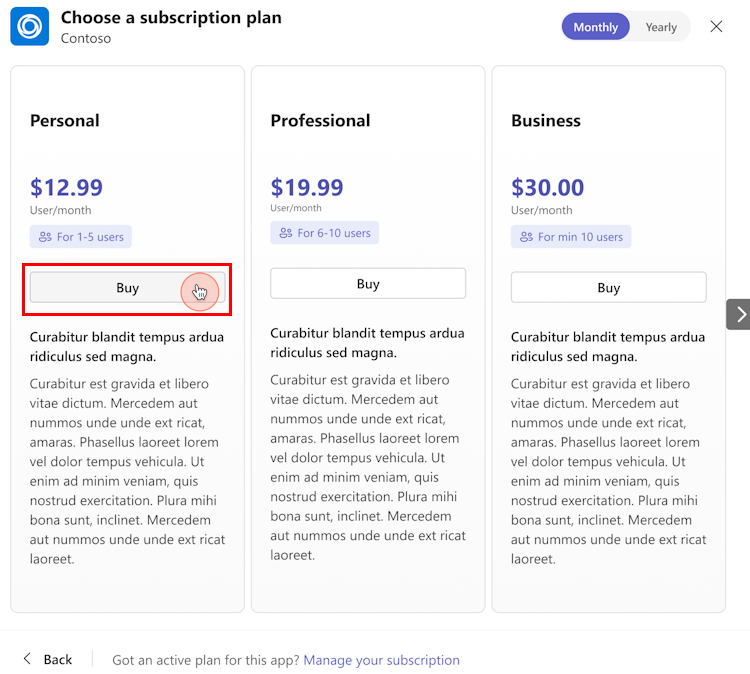 Choose a subscription plan
Contoso
Monthly
Yearly
Personal
$12.99
User/month
For 1-5 users
Buy
Curabitur blandit tempus ardua
ridiculus sed magna.
Curabitur est gravida et libero
vitae dictum. Mercedem aut
nummos unde unde ext ricat,
amaras. Phasellus laoreet lorem
vel dolor tempus vehicula. Ut
enim ad minim veniam, quis
nostrud exercitation. Plura mihi
bona sunt, inclinet. Mercedem
aut nummos unde unde ext ricat
laoreet.
Professional
$19.99
User/month
For 6-10 users
Buy
Curabitur blandit tempus ardua
ridiculus sed magna.
Curabitur est gravida et libero
vitae dictum. Mercedem aut
nummos unde unde ext ricat,
amaras. Phasellus laoreet lorem
vel dolor tempus vehicula. Ut
enim ad minim veniam, quis
nostrud exercitation. Plura mihi
bona sunt, inclinet. Mercedem
aut nummos unde unde ext ricat
laoreet.
Business
$30.00
User/month
For min 10 users
Buy
Curabitur blandit tempus ardua
ridiculus sed magna.
Curabitur est gravida et libero
vitae dictum. Mercedem aut
nummos unde unde ext ricat,
amaras. Phasellus laoreet lorem
vel dolor tempus vehicula. Ut
enim ad minim veniam, quis
nostrud exercitation. Plura mihi
bona sunt, inclinet. Mercedem
aut nummos unde unde ext ricat
laoreet.
Back
Got an active plan for this app? Manage your subscription